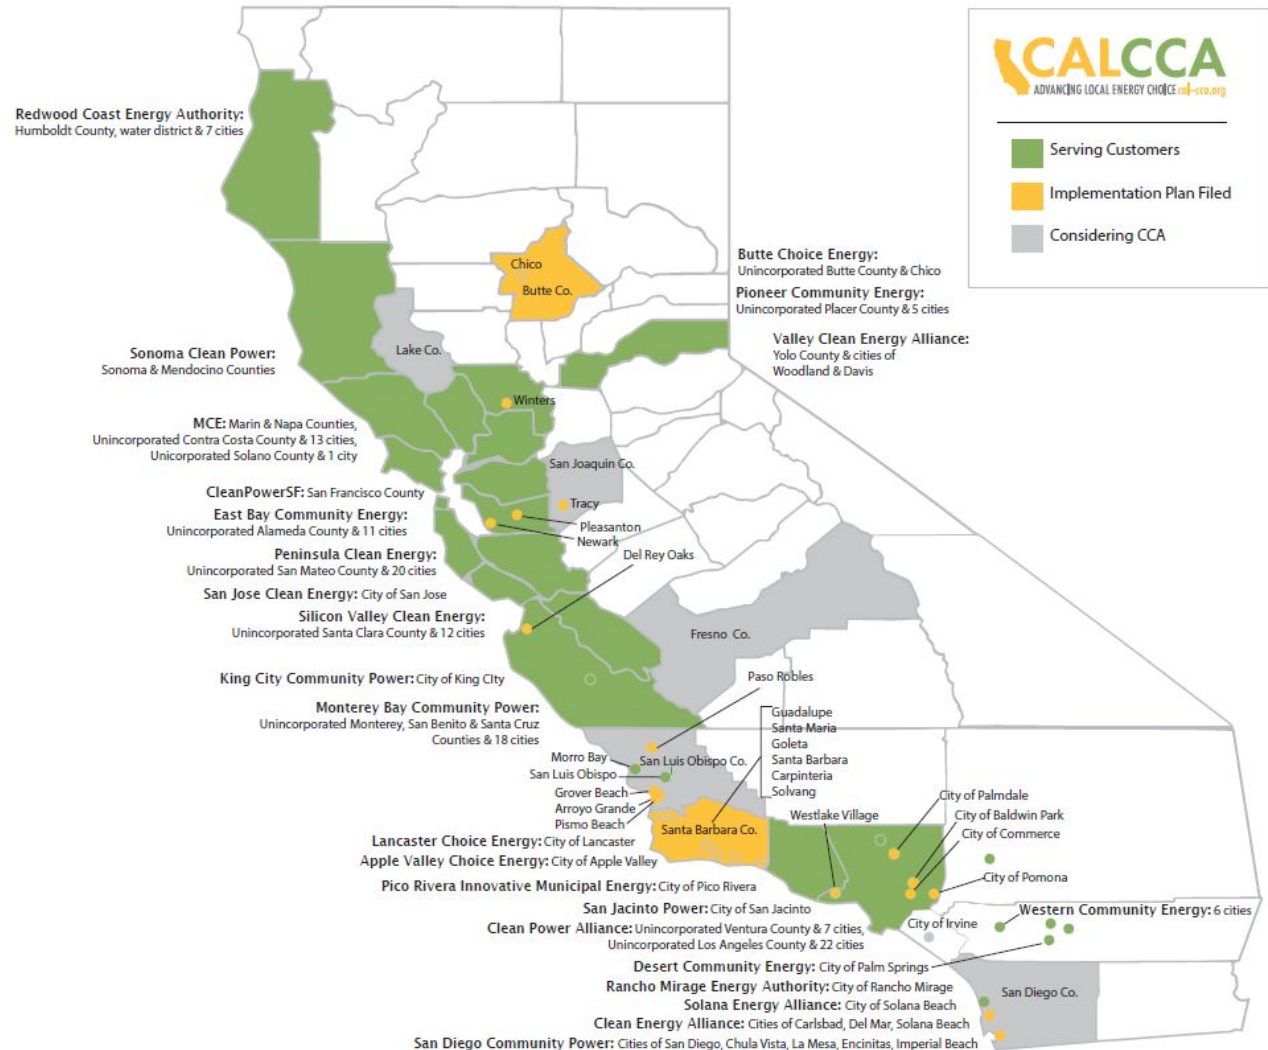 CALCCA
ADVANCING LOCAL ENERGY CHOICE cal-cca.org
Serving Customers
Implementation Plan Filed
Considering CCA
Redwood Coast Energy Authority:
Humboldt County, water district & 7 cities
Chico
Butte Co.
Butte Choice Energy:
Unincorporated Butte County & Chico
Pioneer Community Energy:
Unincorporated Placer County & 5 cities
Valley Clean Energy Alliance:
Yolo County & cities of
Woodland & Davis
Lake Co.
Sonoma Clean Power:
Sonoma & Mendocino Counties
Winters
MCE: Marin & Napa Counties,
Unincorporated Contra Costa County & 13 cities,
Unicorporated Solano County & 1 city
San Joaquin Co.
CleanPowerSF: San Francisco County
Tracy
East Bay Community Energy:
Unincorporated Alameda County & 11 cities
Pleasanton
Newark
Peninsula Clean Energy:
Unincorporated San Mateo County & 20 cities
Del Rey Oaks
San Jose Clean Energy: City of San Jose
Silicon Valley Clean Energy:
Unincorporated Santa Clara County & 12 cities
Fresno Co.
King City Community Power: City of King CIty
Paso Robles
Monterey Bay Community Power:
Unincorporated Monterey, San Benito & Santa Cruz
Counties & 18 cities
Guadalupe
Santa Maria
Goleta
Santa Barbara
Carpinteria
Solvang
Morro Bay
San Luis Obispo Co.
San Luis Obispo
Grover Beach
Arroyo Grande
Pismo Beach
Santa Barbara Co.
Westlake Village
City of Palmdale
City of Baldwin Park
City of Commerce
City of Pomona
Lancaster Choice Energy: City of Lancaster
Apple Valley Choice Energy: City of Apple Valley
Pico Rivera Innovative Municipal Energy: City of Pico Rivera
San Jacinto Power: City of San Jacinto
City of Irvine
Western Community Energy: 6 cities
Clean Power Alliance: Unincorporated Ventura County & 7 cities,
Unincorporated Los Angeles County & 22 cities
Desert Community Energy: City of Palm Springs
Rancho Mirage Energy Authority: City of Rancho Mirage
San Diego Co.
Solana Energy Alliance: City of Solana Beach
Clean Energy Alliance: Cities of Carlsbad, Del Mar, Solana Beach
San Diego Community Power: Cities of San Diego, Chula Vista, La Mesa, Encinitas, Imperial Beach